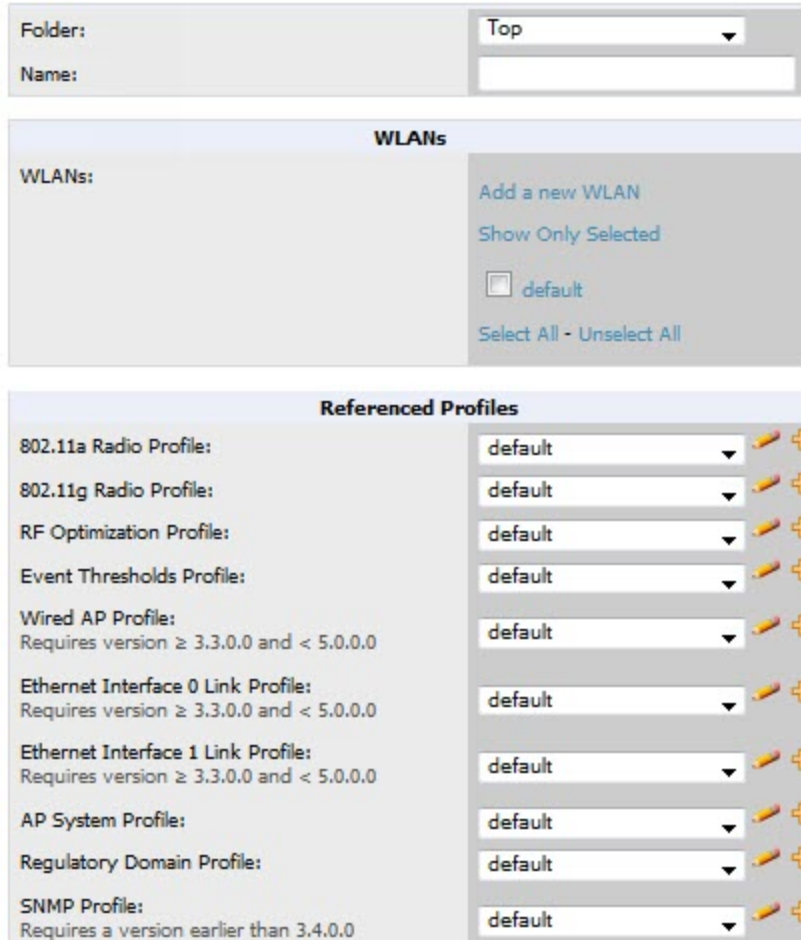 Folder: Top
Name:
WLANs
WLANs:
Add a new WLAN
Show Only Selected
default
Select All - Unselect All
Referenced Profiles
802.11a Radio Profile: default
802.11g Radio Profile: default
RF Optimization Profile: default
Event Thresholds Profile: default
Wired AP Profile:
Requires version ≥ 3.3.0.0 and < 5.0.0.0
default
Ethernet Interface 0 Link Profile:
Requires version ≥ 3.3.0.0 and < 5.0.0.0
default
Ethernet Interface 1 Link Profile:
Requires version ≥ 3.3.0.0 and < 5.0.0.0
default
AP System Profile: default
Regulatory Domain Profile: default
SNMP Profile:
Requires a version earlier than 3.4.0.0
default